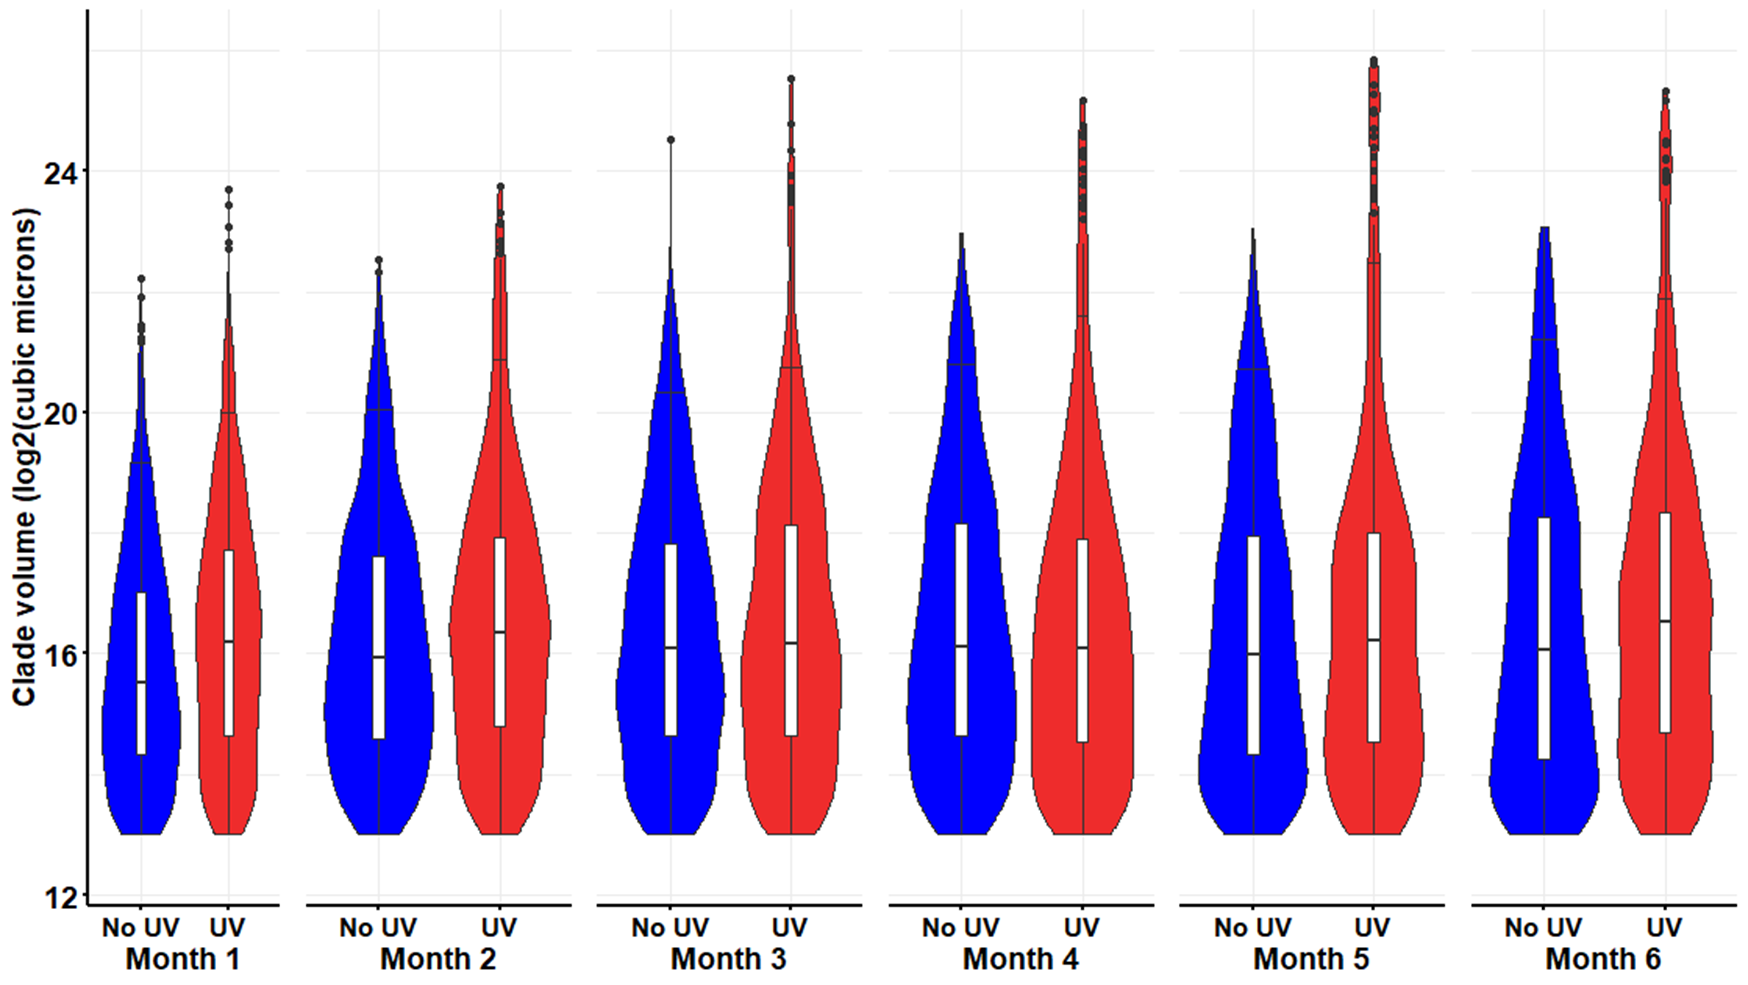 Clade volume (log2(cubic microns)
24
20
16
12
No UV UV No UV UV No UV UV No UV UV No UV UV No UV UV
Month 1 Month 2 Month 3 Month 4 Month 5 Month 6